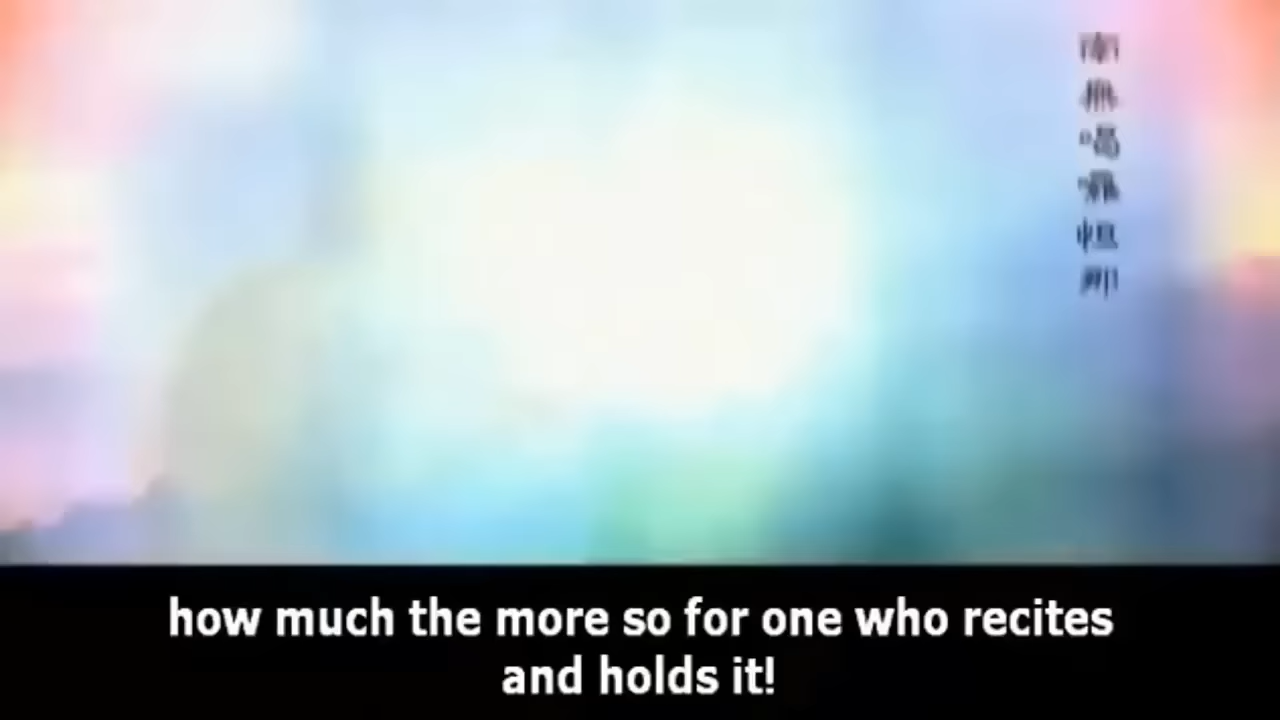 南無喝囉怛那
how much the more so for one who recites
and holds it!